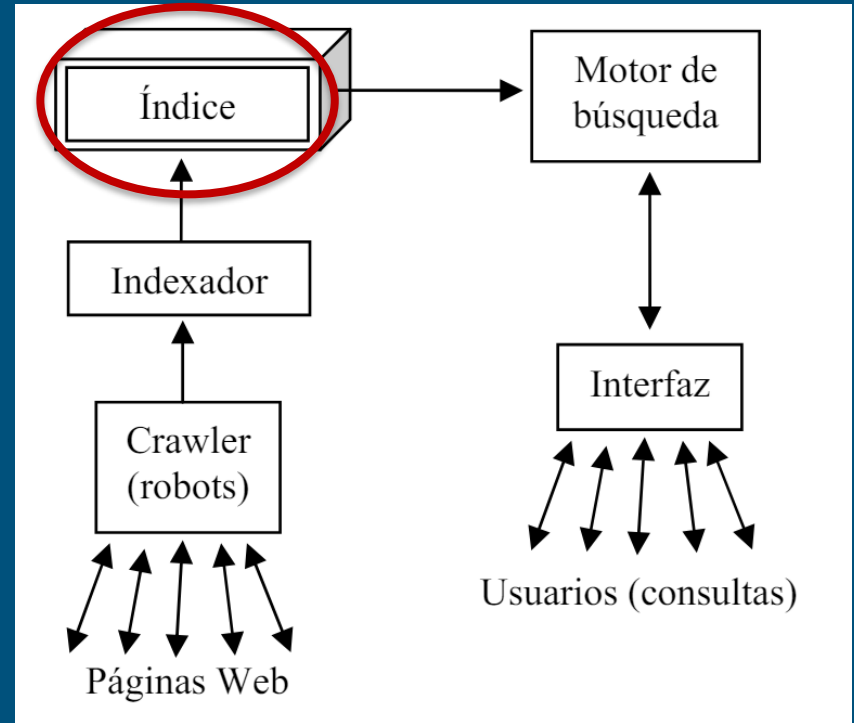 Índice
Motor de
búsqueda
Indexador
Interfaz
Crawler
(robots)
Usuarios (consultas)
Páginas Web